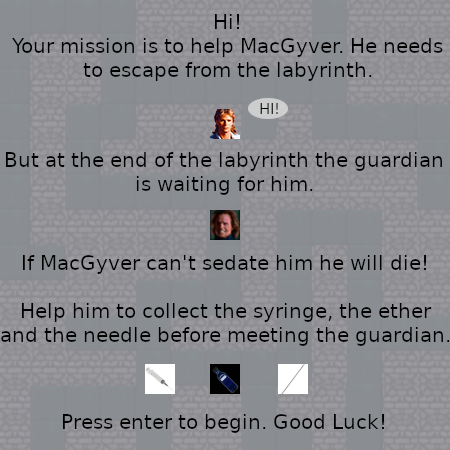 Hi!
Your mission is to help MacGyver. He needs
to escape from the labyrinth.
HI!
But at the end of the labyrinth the guardian
is waiting for him.
If MacGyver can't sedate him he will die!
Help him to collect the syringe, the ether
and the needle before meeting the guardian.
Press enter to begin. Good Luck!